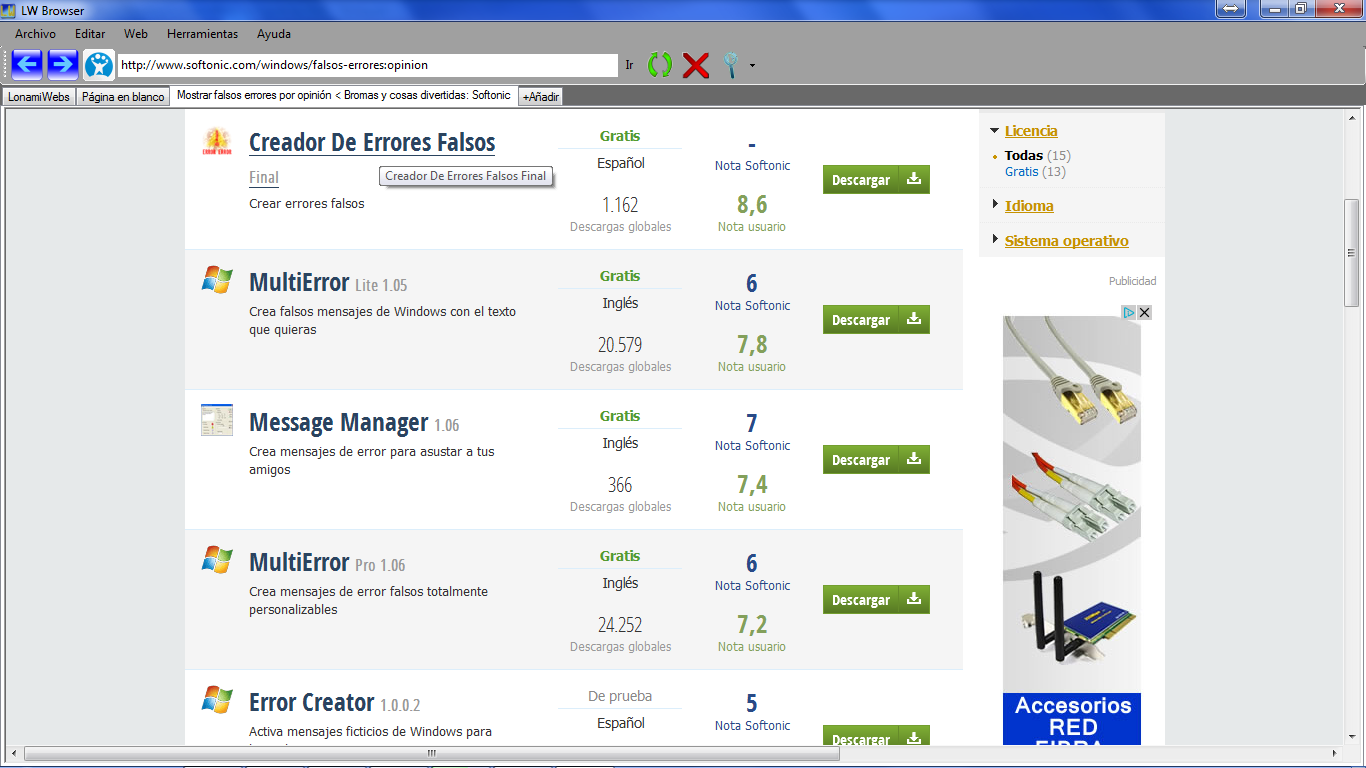 LW Browser
Archivo Editar Web Herramientas Ayuda
http://www.softonic.com/windows/falsos-errores:opinion Ir
LonamiWebs Página en blanco Mostrar falsos errores por opinión < Bromas y cosas divertidas: Softonic +Añadir
Creador De Errores Falsos
Final
Creador De Errores Falsos Final
Crear errores falsos
Gratis
Español
1.162
Descargas globales
-
Nota Softonic
8,6
Nota usuario
Descargar
MultiError Lite 1.05
Crea falsos mensajes de Windows con el texto
que quieras
Gratis
Inglés
20.579
Descargas globales
6
Nota Softonic
7,8
Nota usuario
Descargar
Message Manager 1.06
Crea mensajes de error para asustar a tus
amigos
Gratis
Inglés
366
Descargas globales
7
Nota Softonic
7,4
Nota usuario
Descargar
MultiError Pro 1.06
Crea mensajes de error falsos totalmente
personalizables
Gratis
Inglés
24.252
Descargas globales
6
Nota Softonic
7,2
Nota usuario
Descargar
Error Creator 1.0.0.2
Activa mensajes ficticios de Windows para
De prueba
Español
5
Nota Softonic
Descargar
Licencia
Todas (15)
Gratis (13)
Idioma
Sistema operativo
Publicidad
Accesorios
RED
FIBRA